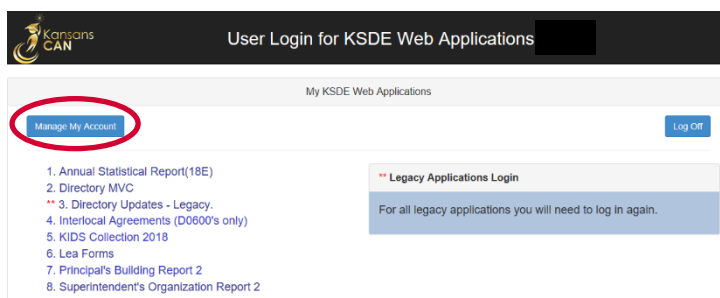 Kansans
CAN
User Login for KSDE Web Applications
My KSDE Web Applications
Manage My Account
Log Off
1. Annual Statistical Report(18E)
2. Directory MVC
** 3. Directory Updates - Legacy.
4. Interlocal Agreements (D0600's only)
5. KIDS Collection 2018
6. Lea Forms
7. Principal's Building Report 2
8. Superintendent's Organization Report 2
** Legacy Applications Login
For all legacy applications you will need to log in again.